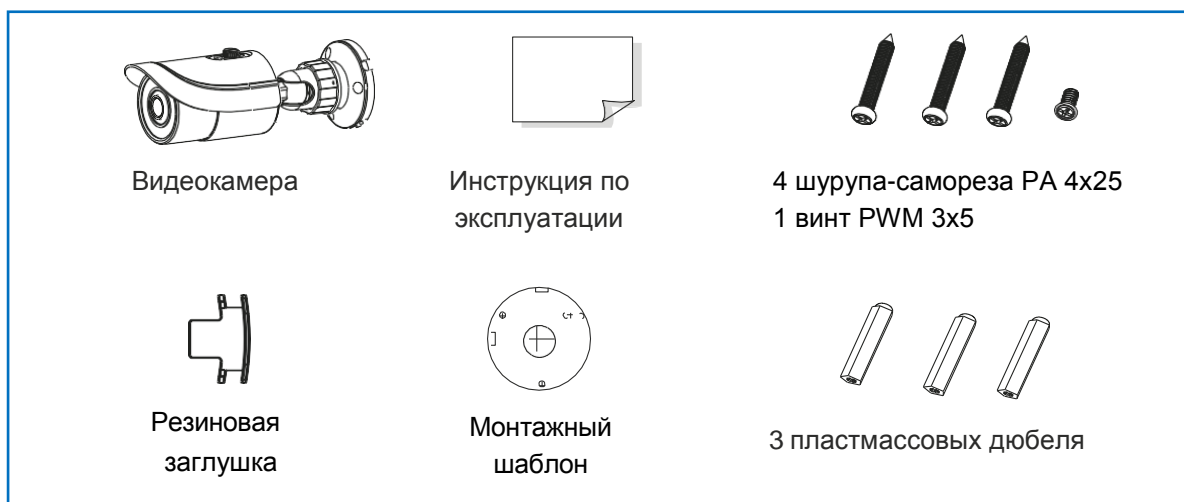 Видеокамера
Инструкция по
эксплуатации
4 шурупа-самореза PA 4x25
1 винт PWM 3x5
Резиновая
заглушка
Монтажный
шаблон
3 пластмассовых дюбеля